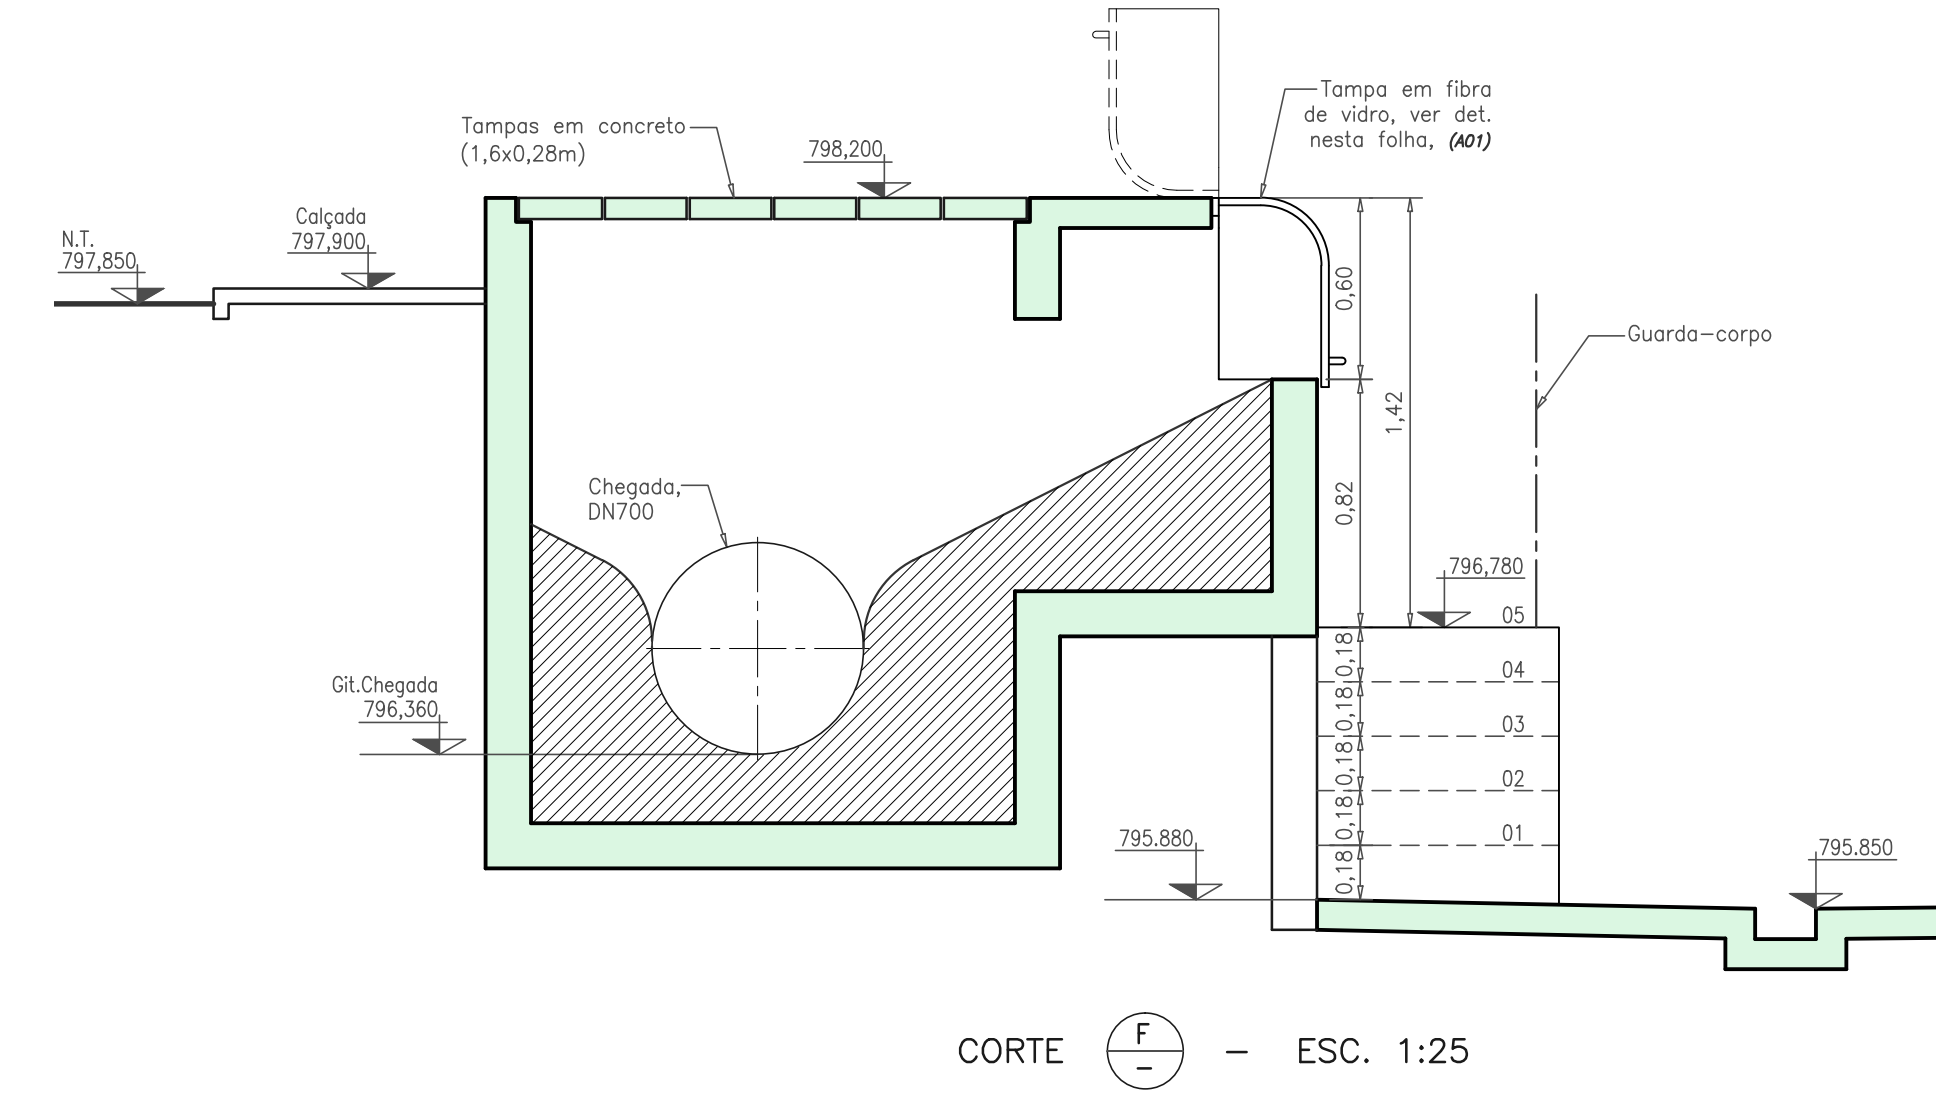 Tampa em fibra
de vidro, ver det.
nesta folha, (A01)
Tampas em concreto
(1,6x0,28m)
798,200
Calçada
797,900
N.T.
797,850
0,60
Guarda-corpo
1,42
0,82
Chegada,
DN700
796,780
05
0,18
04
0,18
03
0,18
02
0,18
01
0,18
Git.Chegada
796,360
795.880
795.850
CORTE F - ESC. 1:25
-